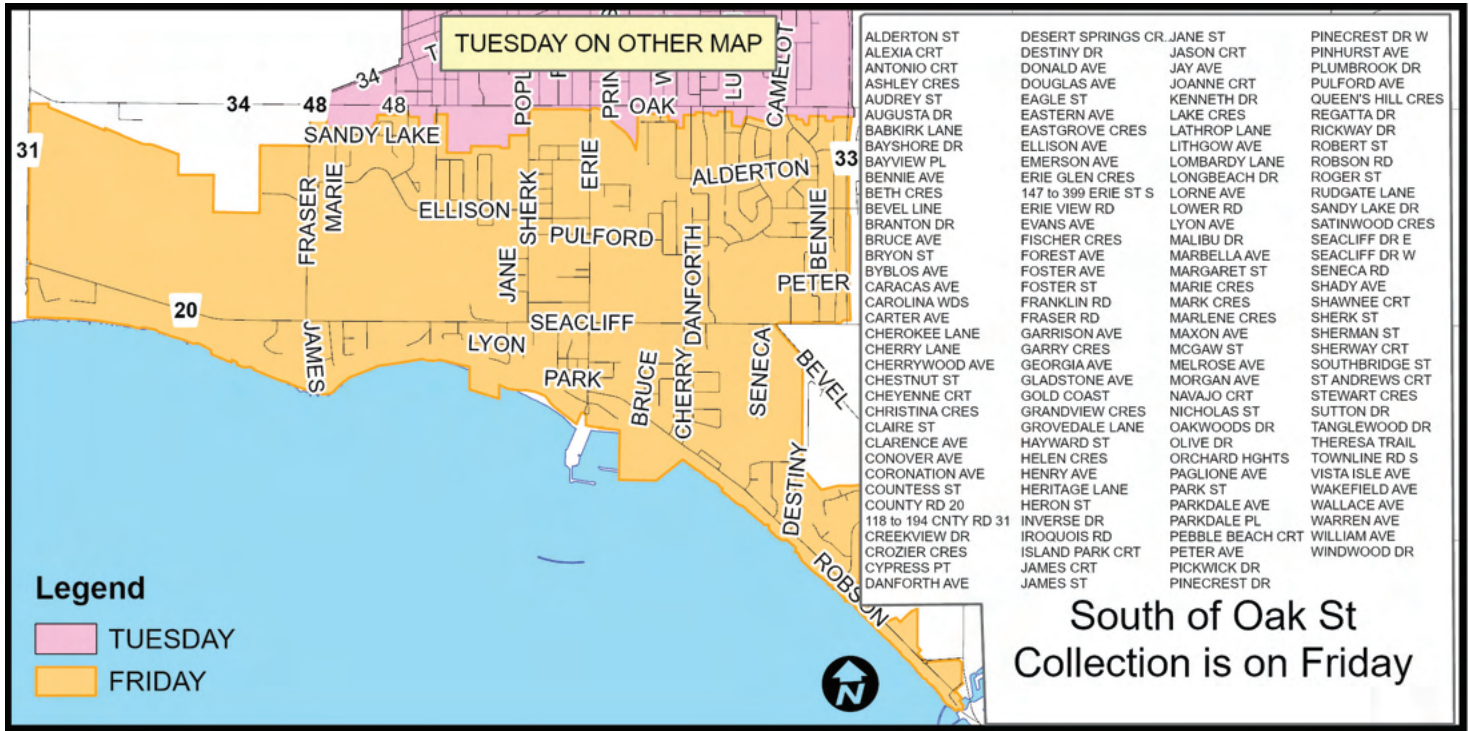 TUESDAY ON OTHER MAP
34
34
48
48
31
33
20
OAK
CAMELOT
SANDY LAKE
ERIE
ALDERTON
FRASER
MARIE
ELLISON
SHERK
PULFORD
BENNIE
JANE
DANFORTH
PETER
SEACLIFF
JAMES
LYON
PARK
BRUCE
CHERRY
SENECA
BEVEL
DESTINY
ROBSON
N
Legend
TUESDAY
FRIDAY
ALDERTON ST
ALEXIA CRT
ANTONIO CRT
ASHLEY CRES
AUDREY ST
AUGUSTA DR
BABKIRK LANE
BAYSHORE DR
BAYVIEW PL
BENNIE AVE
BETH CRES
BEVEL LINE
BRANTON DR
BRUCE AVE
BRYON ST
BYBLOS AVE
CARACAS AVE
CAROLINA WDS
CARTER AVE
CHEROKEE LANE
CHERRY LANE
CHERRYWOOD AVE
CHESTNUT ST
CHEYENNE CRT
CHRISTINA CRES
CLAIRE ST
CLARENCE AVE
CONOVER AVE
CORONATION AVE
COUNTESS ST
COUNTY RD 20
118 to 194 CNTY RD 31
CREEKVIEW DR
CROZIER CRES
CYPRESS PT
DANFORTH AVE
DESERT SPRINGS CR..
DESTINY DR
DONALD AVE
DOUGLAS AVE
EAGLE ST
EASTERN AVE
EASTGROVE CRES
ELLISON AVE
EMERSON AVE
ERIE GLEN CRES
147 to 399 ERIE ST S
ERIE VIEW RD
EVANS AVE
FISCHER CRES
FOREST AVE
FOSTER AVE
FOSTER ST
FRANKLIN RD
FRASER RD
GARRISON AVE
GARRY CRES
GEORGIA AVE
GLADSTONE AVE
GOLD COAST
GRANDVIEW CRES
GROVEDALE LANE
HAYWARD ST
HELEN CRES
HENRY AVE
HERITAGE LANE
HERON ST
INVERSE DR
IROQUOIS RD
ISLAND PARK CRT
JAMES CRT
JAMES ST
JANE ST
JASON CRT
JAY AVE
JOANNE CRT
KENNETH DR
LAKE CRES
LATHROP LANE
LITHGOW AVE
LOMBARDY LANE
LONGBEACH DR
LORNE AVE
LOWER RD
LYON AVE
MALIBU DR
MARBELLA AVE
MARGARET ST
MARIE CRES
MARK CRES
MARLENE CRES
MAXON AVE
MCGAW ST
MELROSE AVE
MORGAN AVE
NAVAJO CRT
NICHOLAS ST
OAKWOODS DR
OLIVE DR
ORCHARD HGHTS
PAGLIONE AVE
PARK ST
PARKDALE AVE
PARKDALE PL
PEBBLE BEACH CRT
PETER AVE
PICKWICK DR
PINECREST DR
PINECREST DR W
PINHURST AVE
PLUMBROOK DR
PULFORD AVE
QUEEN'S HILL CRES
REGATTA DR
RICKWAY DR
ROBERT ST
ROBSON RD
ROGER ST
RUDGATE LANE
SANDY LAKE DR
SATINWOOD CRES
SEACLIFF DR E
SEACLIFF DR W
SENECA RD
SHADY AVE
SHAWNEE CRT
SHERK ST
SHERMAN ST
SHERWAY CRT
SOUTHBRIDGE ST
ST ANDREWS CRT
STEWART CRES
SUTTON DR
TANGLEWOOD DR
THERESA TRAIL
TOWNLINE RD S
VISTA ISLE AVE
WAKEFIELD AVE
WALLACE AVE
WARREN AVE
WILLIAM AVE
WINDWOOD DR
South of Oak St
Collection is on Friday